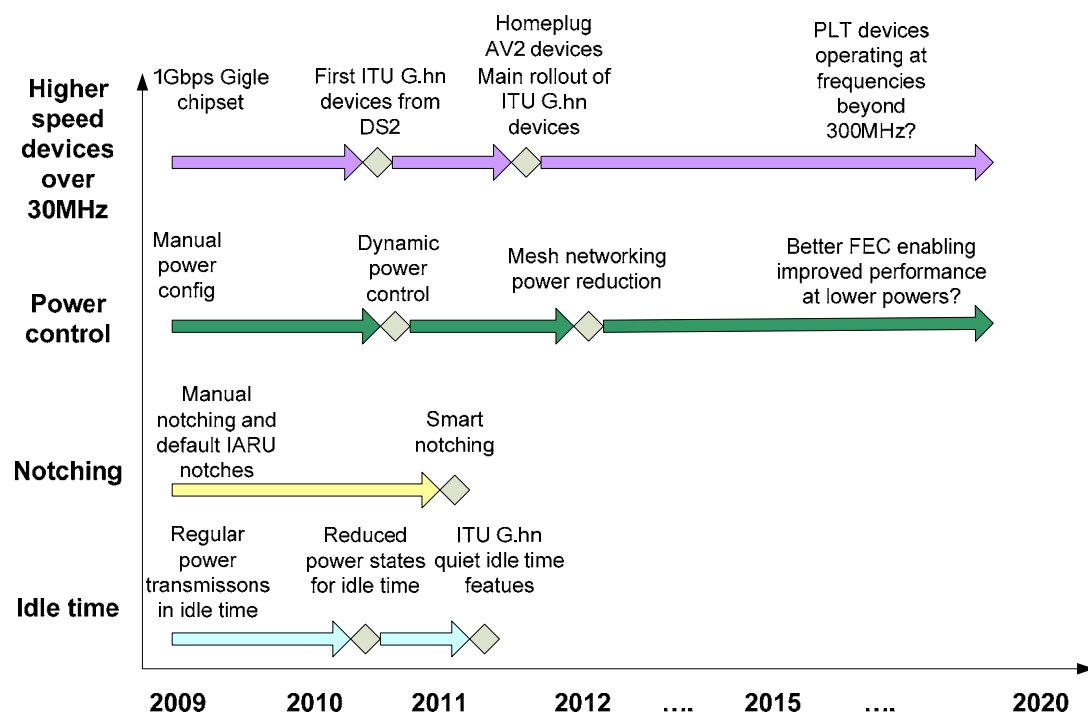 Higher
speed
devices
over
30MHz
1Gbps Gigle
chipset
First ITU G.hn
devices from
DS2
Homeplug
AV2 devices
Main rollout of
ITU G.hn
devices
PLT devices
operating at
frequencies
beyond
300MHz?
Power
control
Manual
power
config
Dynamic
power
control
Mesh networking
power reduction
Better FEC enabling
improved performance
at lower powers?
Notching
Manual
notching and
default IARU
notches
Smart
notching
Idle time
Regular
power
transmissons
in idle time
Reduced
power states
for idle time
ITU G.hn
quiet idle time
featues
2009 2010 2011 2012 .... 2015 .... 2020